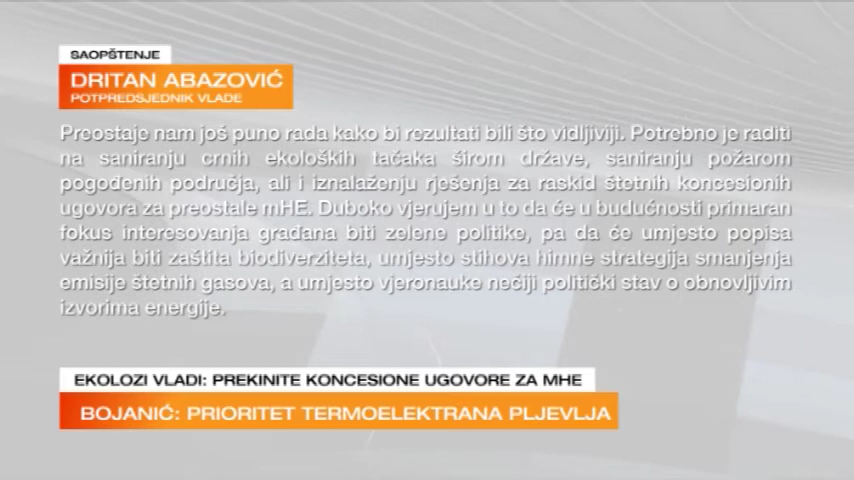 SAOPŠTENJE
DRITAN ABAZOVIĆ
POTPREDSJEDNIK VLADE
Preostaje nam još puno rada kako bi rezultati bili što vidljiviji. Potrebno je raditi
na saniranju crnih ekoloških tačaka širom države, saniranju požarom
pogođenih područja, ali i iznalaženju rješenja za raskid štetnih koncesionih
ugovora za preostale mHE. Duboko vjerujem u to da će u budućnosti primaran
fokus interesovanja građana biti zelene politike, pa da će umjesto popisa
važnija biti zaštita biodiverziteta, umjesto stihova himne strategija smanjenja
emisije štetnih gasova, a umjesto vjeronauke nečiji politički stav o obnovljivim
izvorima energije.
EKOLOZI VLADI: PREKINITE KONCESIONE UGOVORE ZA MHE
BOJANIĆ: PRIORITET TERMOELEKTRANA PLJEVLJA